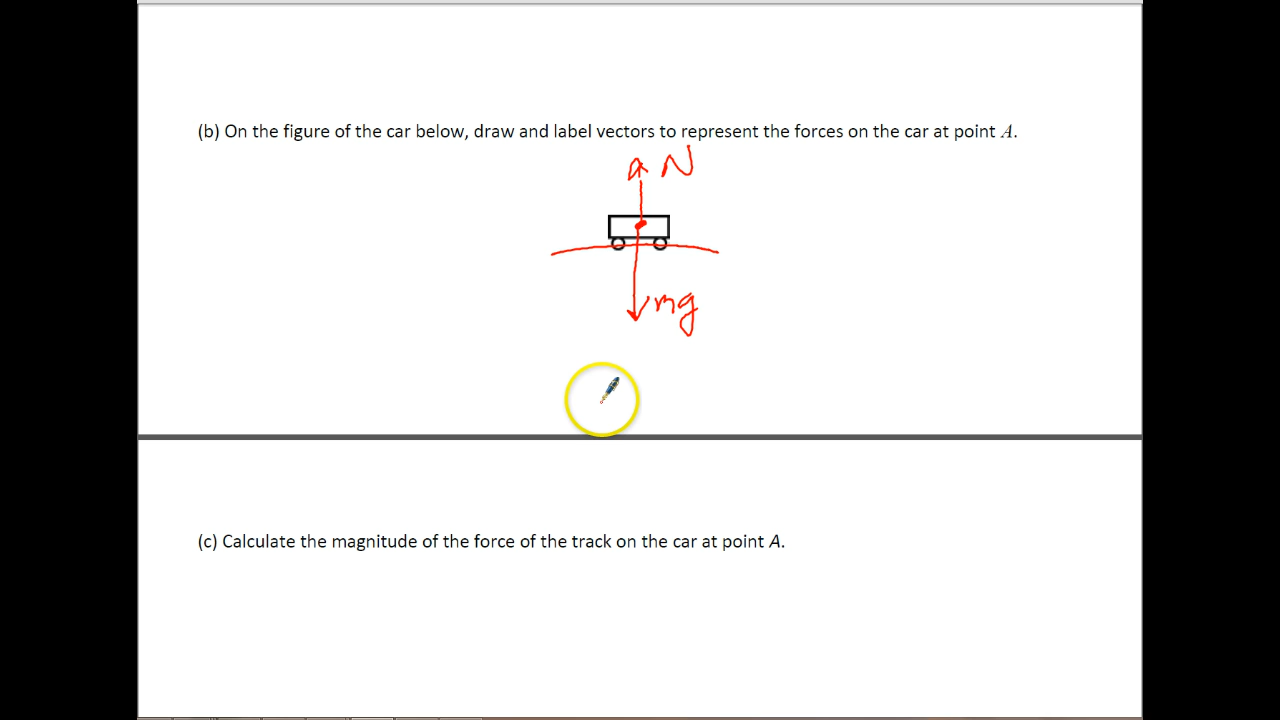 (b) On the figure of the car below, draw and label vectors to represent the forces on the car at point A.
N
mg
(c) Calculate the magnitude of the force of the track on the car at point A.